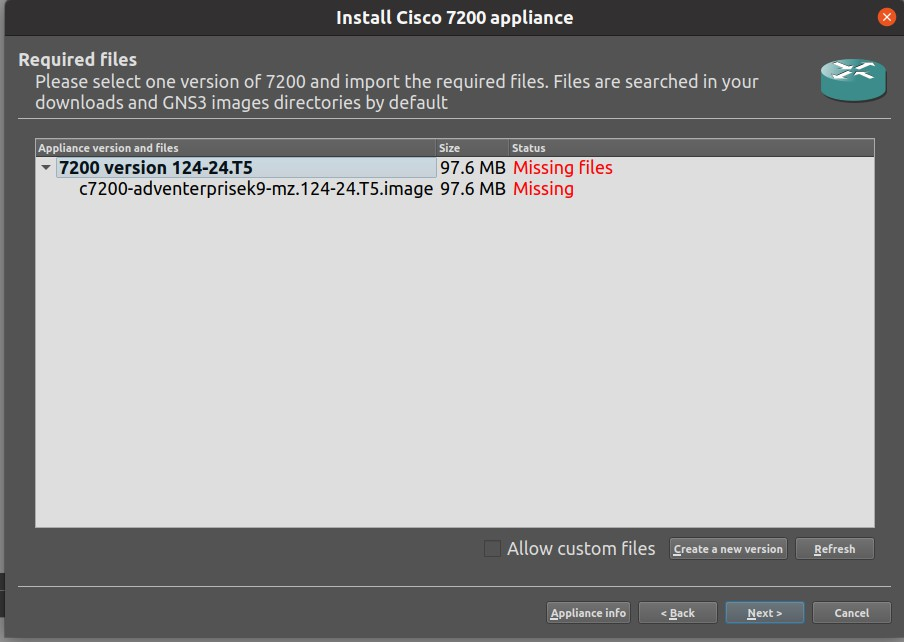 Install Cisco 7200 appliance
Required files
Please select one version of 7200 and import the required files. Files are searched in your
downloads and GNS3 images directories by default
Appliance version and files Size Status
7200 version 124-24.T5 97.6 MB Missing files
c7200-adventerprisek9-mz.124-24.T5.image 97.6 MB Missing
Allow custom files Create a new version Refresh
Appliance info < Back Next > Cancel